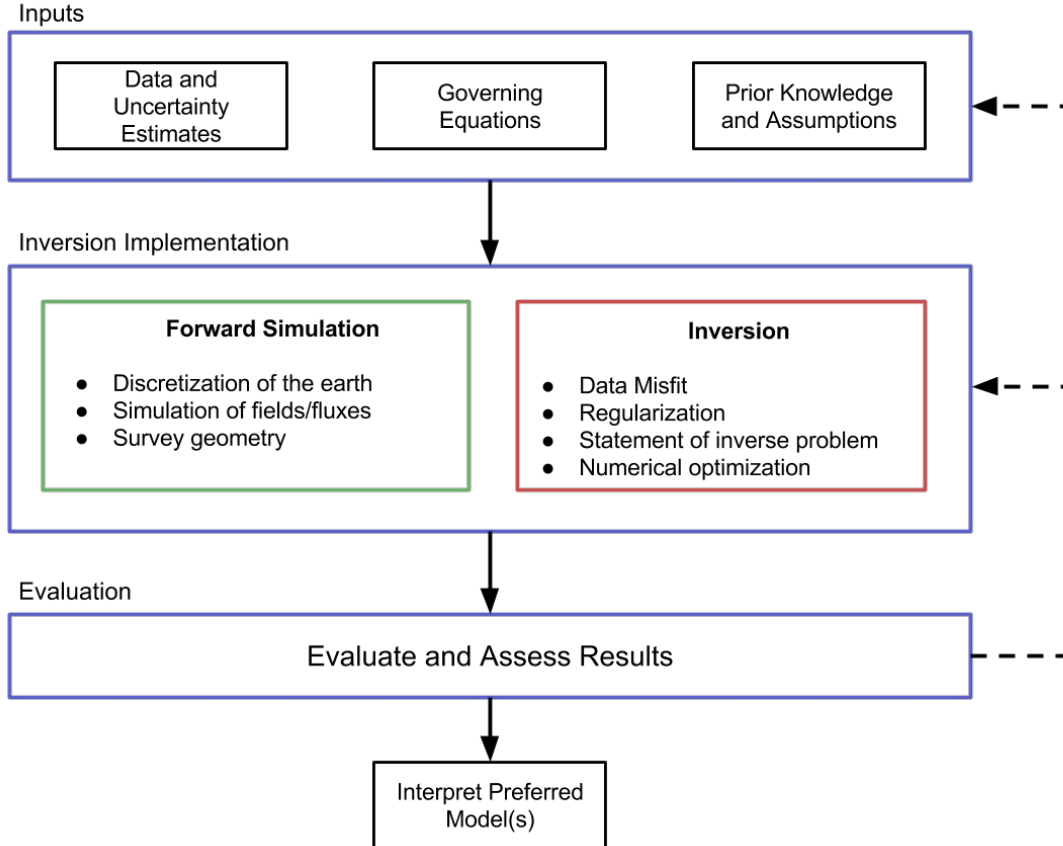 Inputs
Data and
Uncertainty
Estimates
Governing
Equations
Prior Knowledge
and Assumptions
Inversion Implementation
Forward Simulation
● Discretization of the earth
● Simulation of fields/fluxes
● Survey geometry
Inversion
● Data Misfit
● Regularization
● Statement of inverse problem
● Numerical optimization
Evaluation
Evaluate and Assess Results
Interpret Preferred
Model(s)